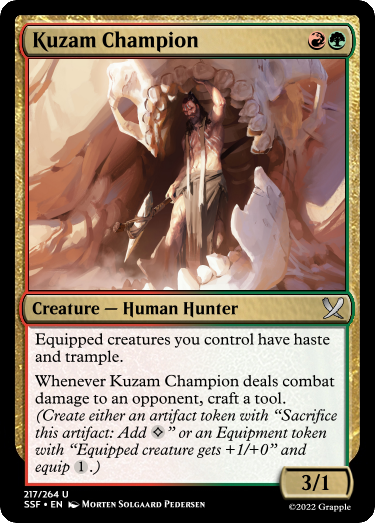 Kuzam Champion
Creature — Human Hunter
Equipped creatures you control have haste
and trample.
Whenever Kuzam Champion deals combat
damage to an opponent, craft a tool.
(Create either an artifact token with “Sacrifice
this artifact: Add ” or an Equipment token
with “Equipped creature gets +1/+0” and
equip 1.)
3/1
217/264 U
SSF • EN Morten Solgaard Pedersen
©2022 Grapple